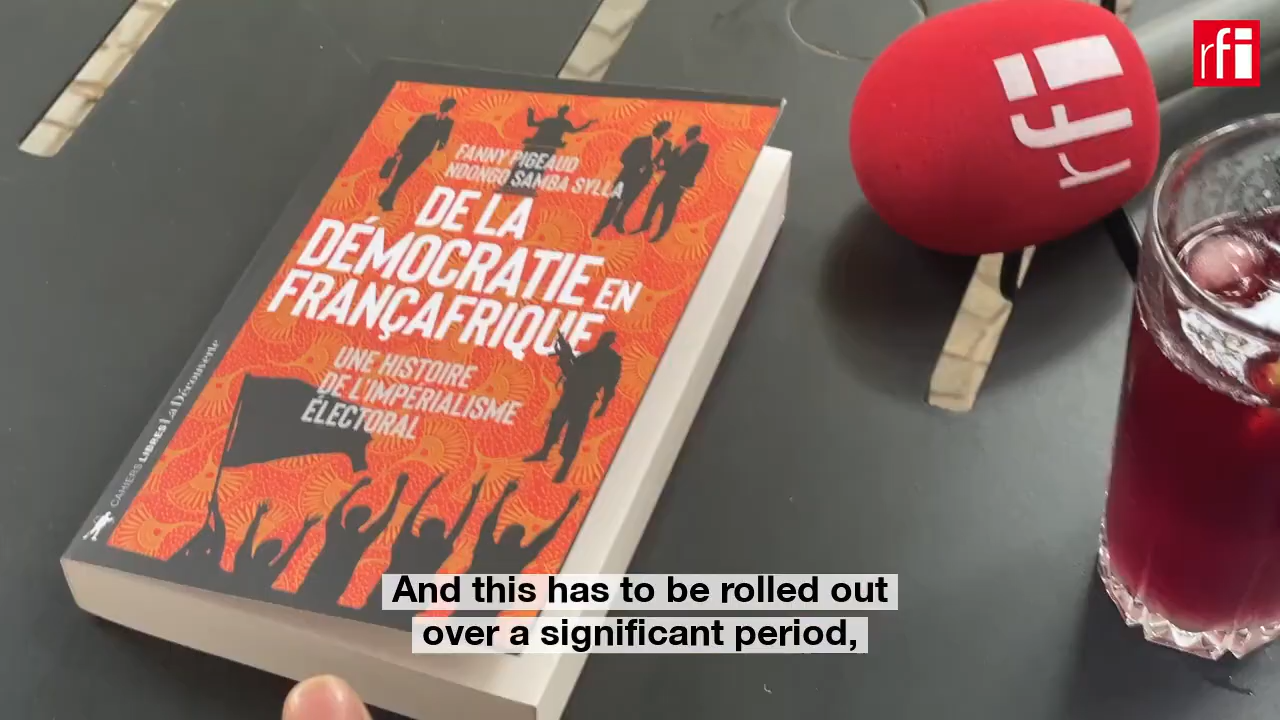 rfi
rfi
FANNY PIGEAUD
NDONGO SAMBA SYLLA
DE LA
DÉMOCRATIE EN
FRANÇAFRIQUE
UNE HISTOIRE
DE L'IMPÉRIALISME
ÉLECTORAL
CAHIERS LIBRES La Découverte
And this has to be rolled out
over a significant period,